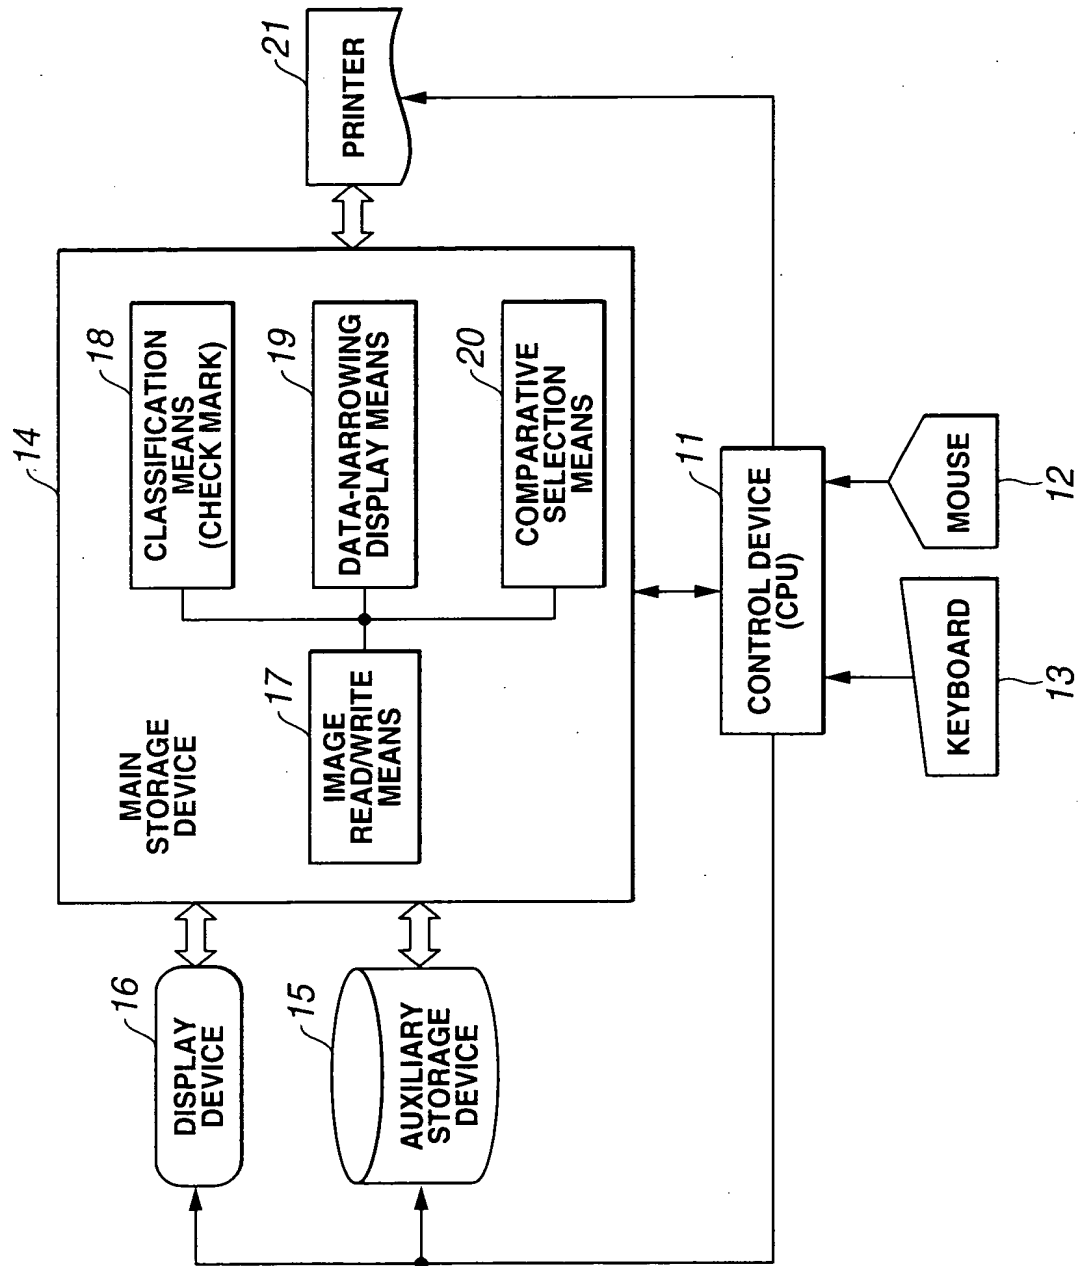 14
MAIN
STORAGE
DEVICE
16
DISPLAY
DEVICE
15
AUXILIARY
STORAGE
DEVICE
17
IMAGE
READ/WRITE
MEANS
18
CLASSIFICATION
MEANS
(CHECK MARK)
19
DATA-NARROWING
DISPLAY MEANS
20
COMPARATIVE
SELECTION
MEANS
21
PRINTER
11
CONTROL DEVICE
(CPU)
KEYBOARD
13
MOUSE
12